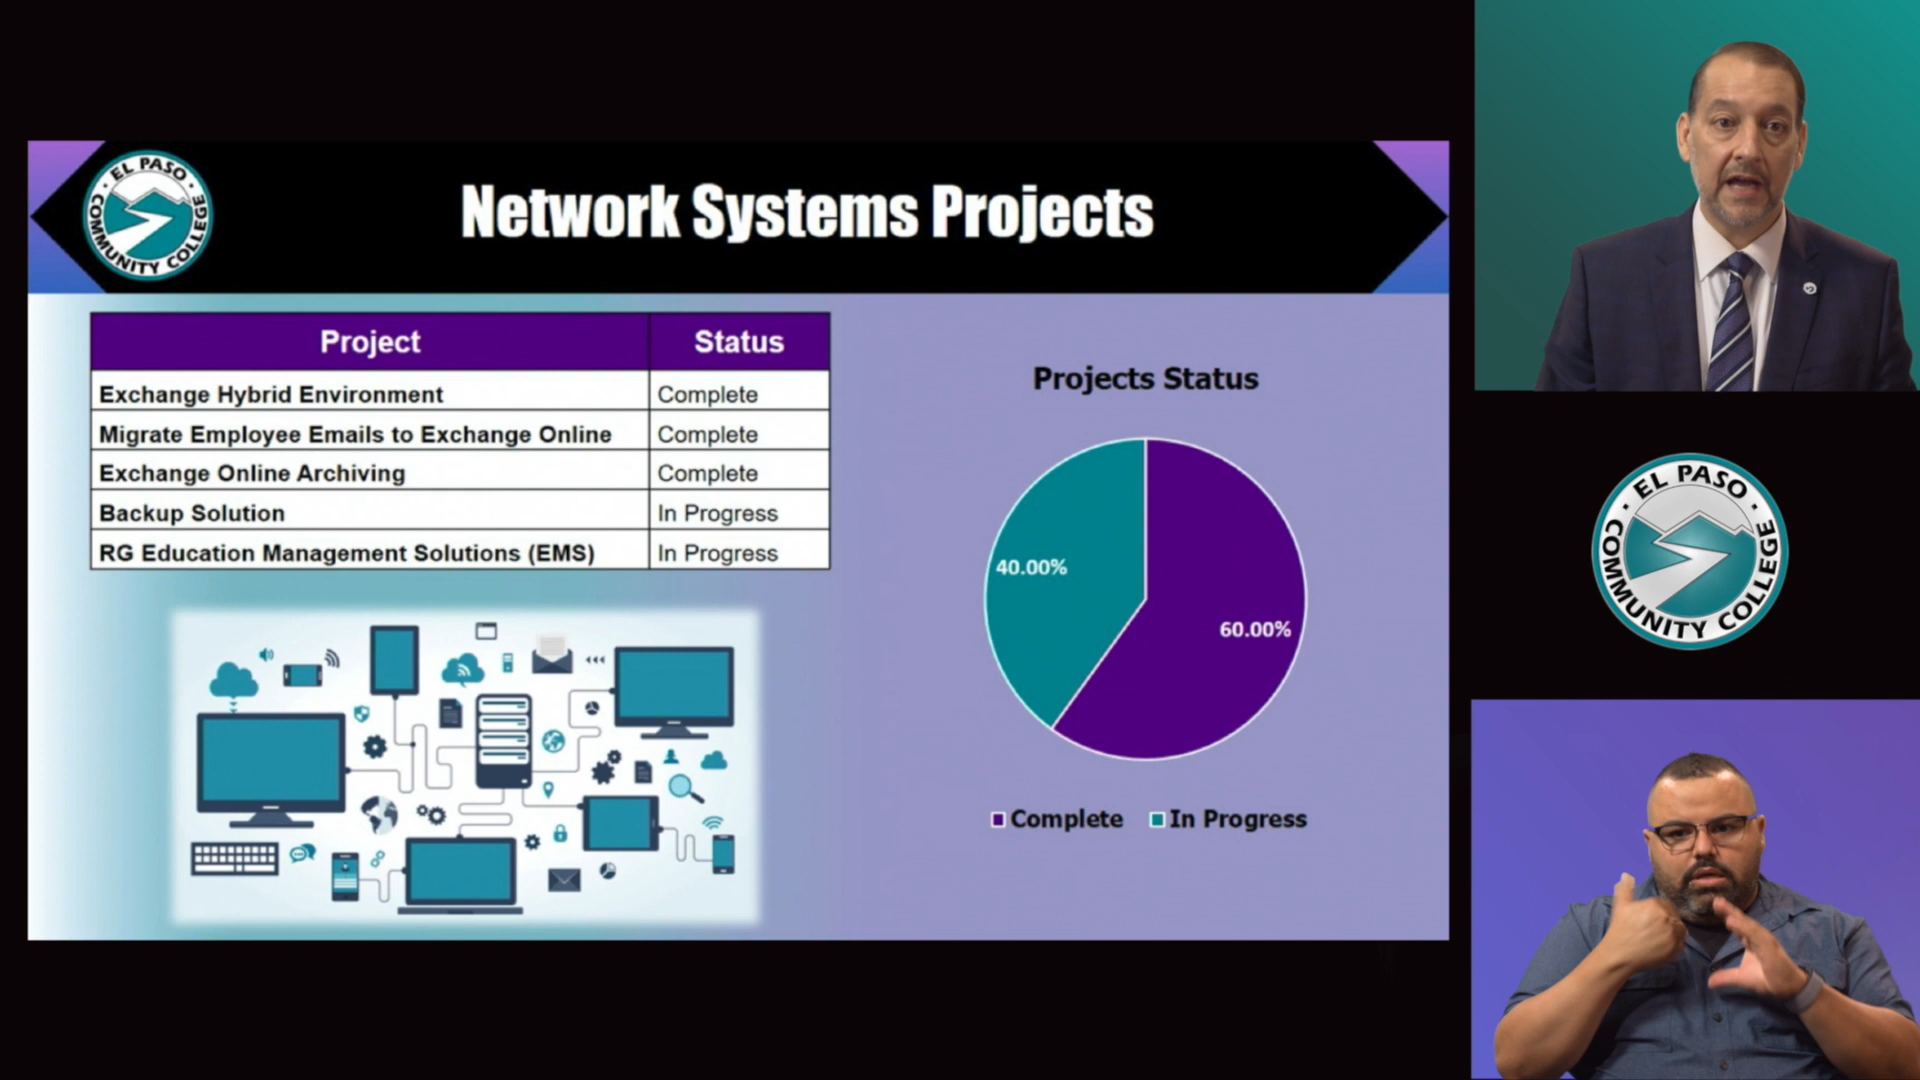 EL PASO
COMMUNITY COLLEGE
Network Systems Projects
Project Status
Exchange Hybrid Environment Complete
Migrate Employee Emails to Exchange Online Complete
Exchange Online Archiving Complete
Backup Solution In Progress
RG Education Management Solutions (EMS) In Progress
Projects Status
40.00%
60.00%
Complete In Progress
EL PASO
COMMUNITY COLLEGE